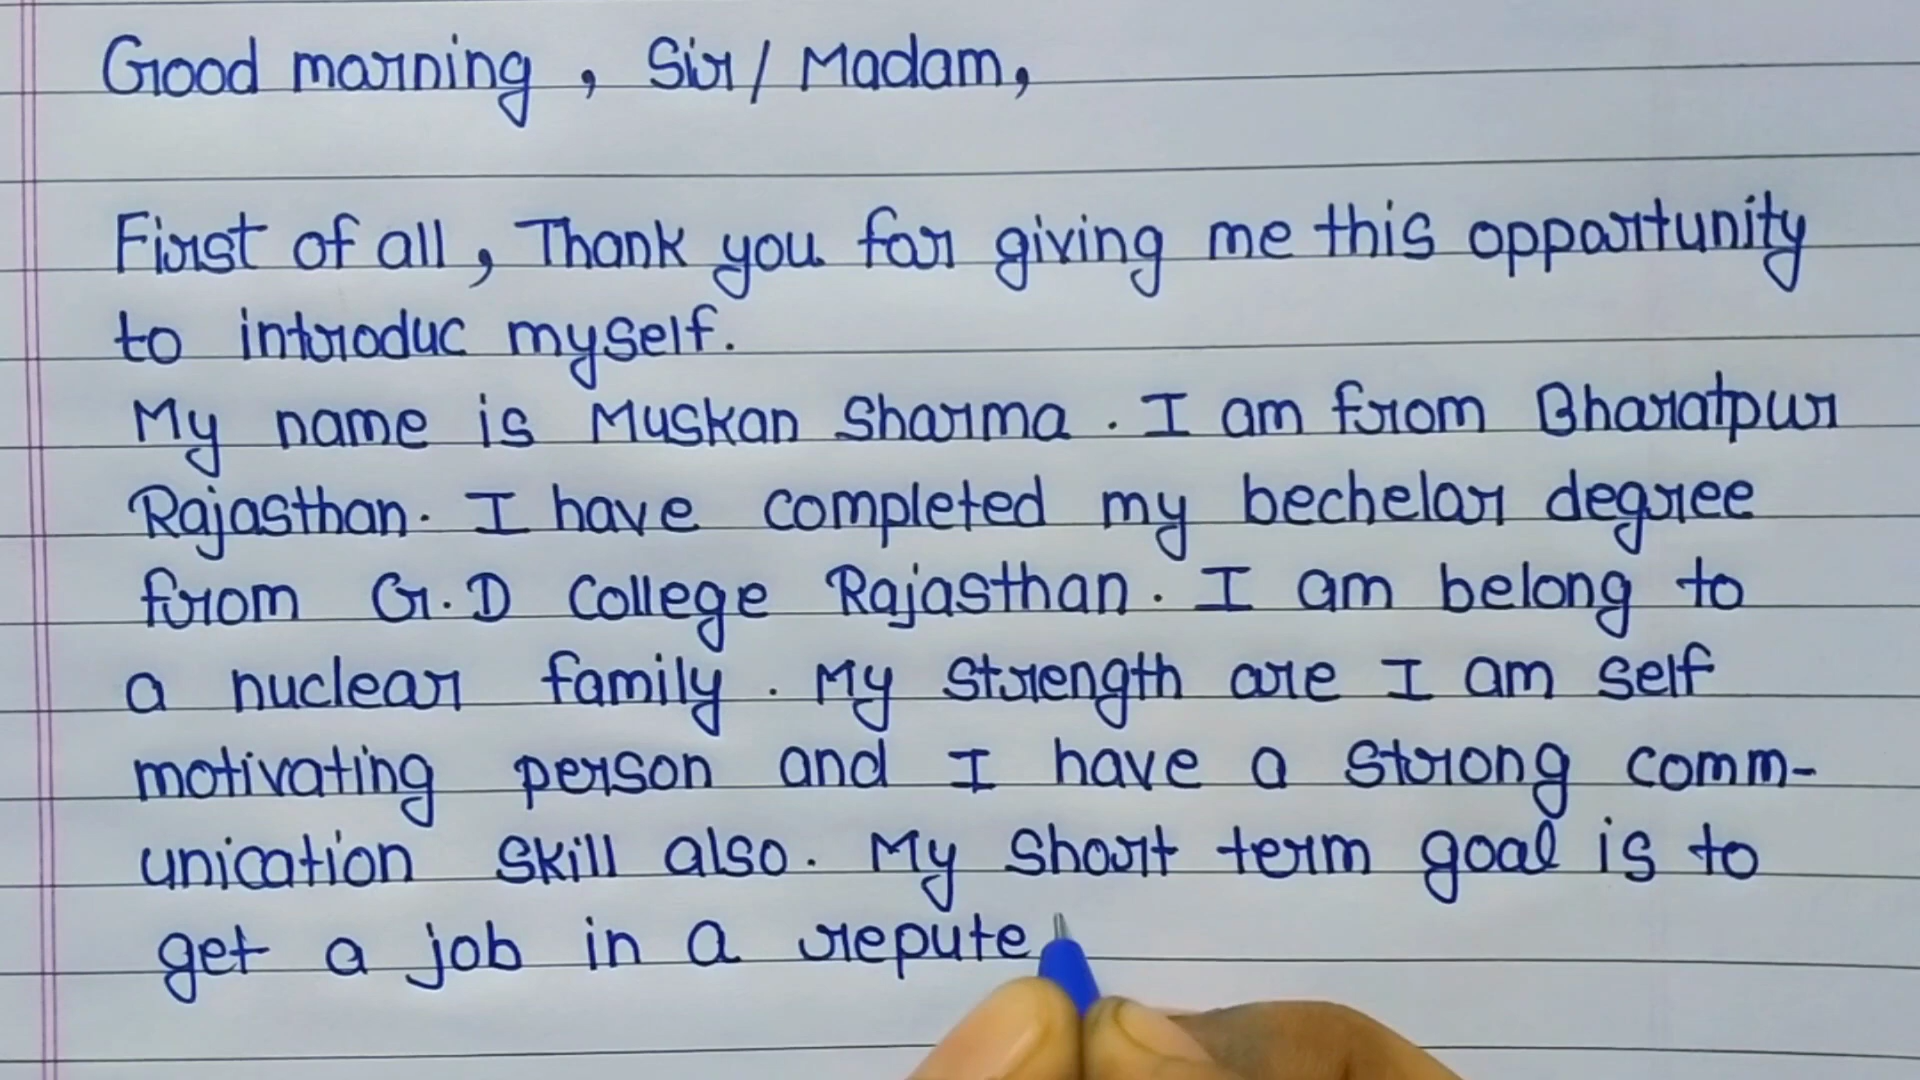 Good morning, Sir/Madam,
First of all, Thank you for giving me this opportunity
to introduc myself.
My name is Muskan Sharma. I am from Bharatpur
Rajasthan. I have completed my bechelor degree
from G.D College Rajasthan. I am belong to
a nuclear family. My Strength are I am self
motivating person and I have a strong comm-
unication skill also. My short term goal is to
get a job in a repute